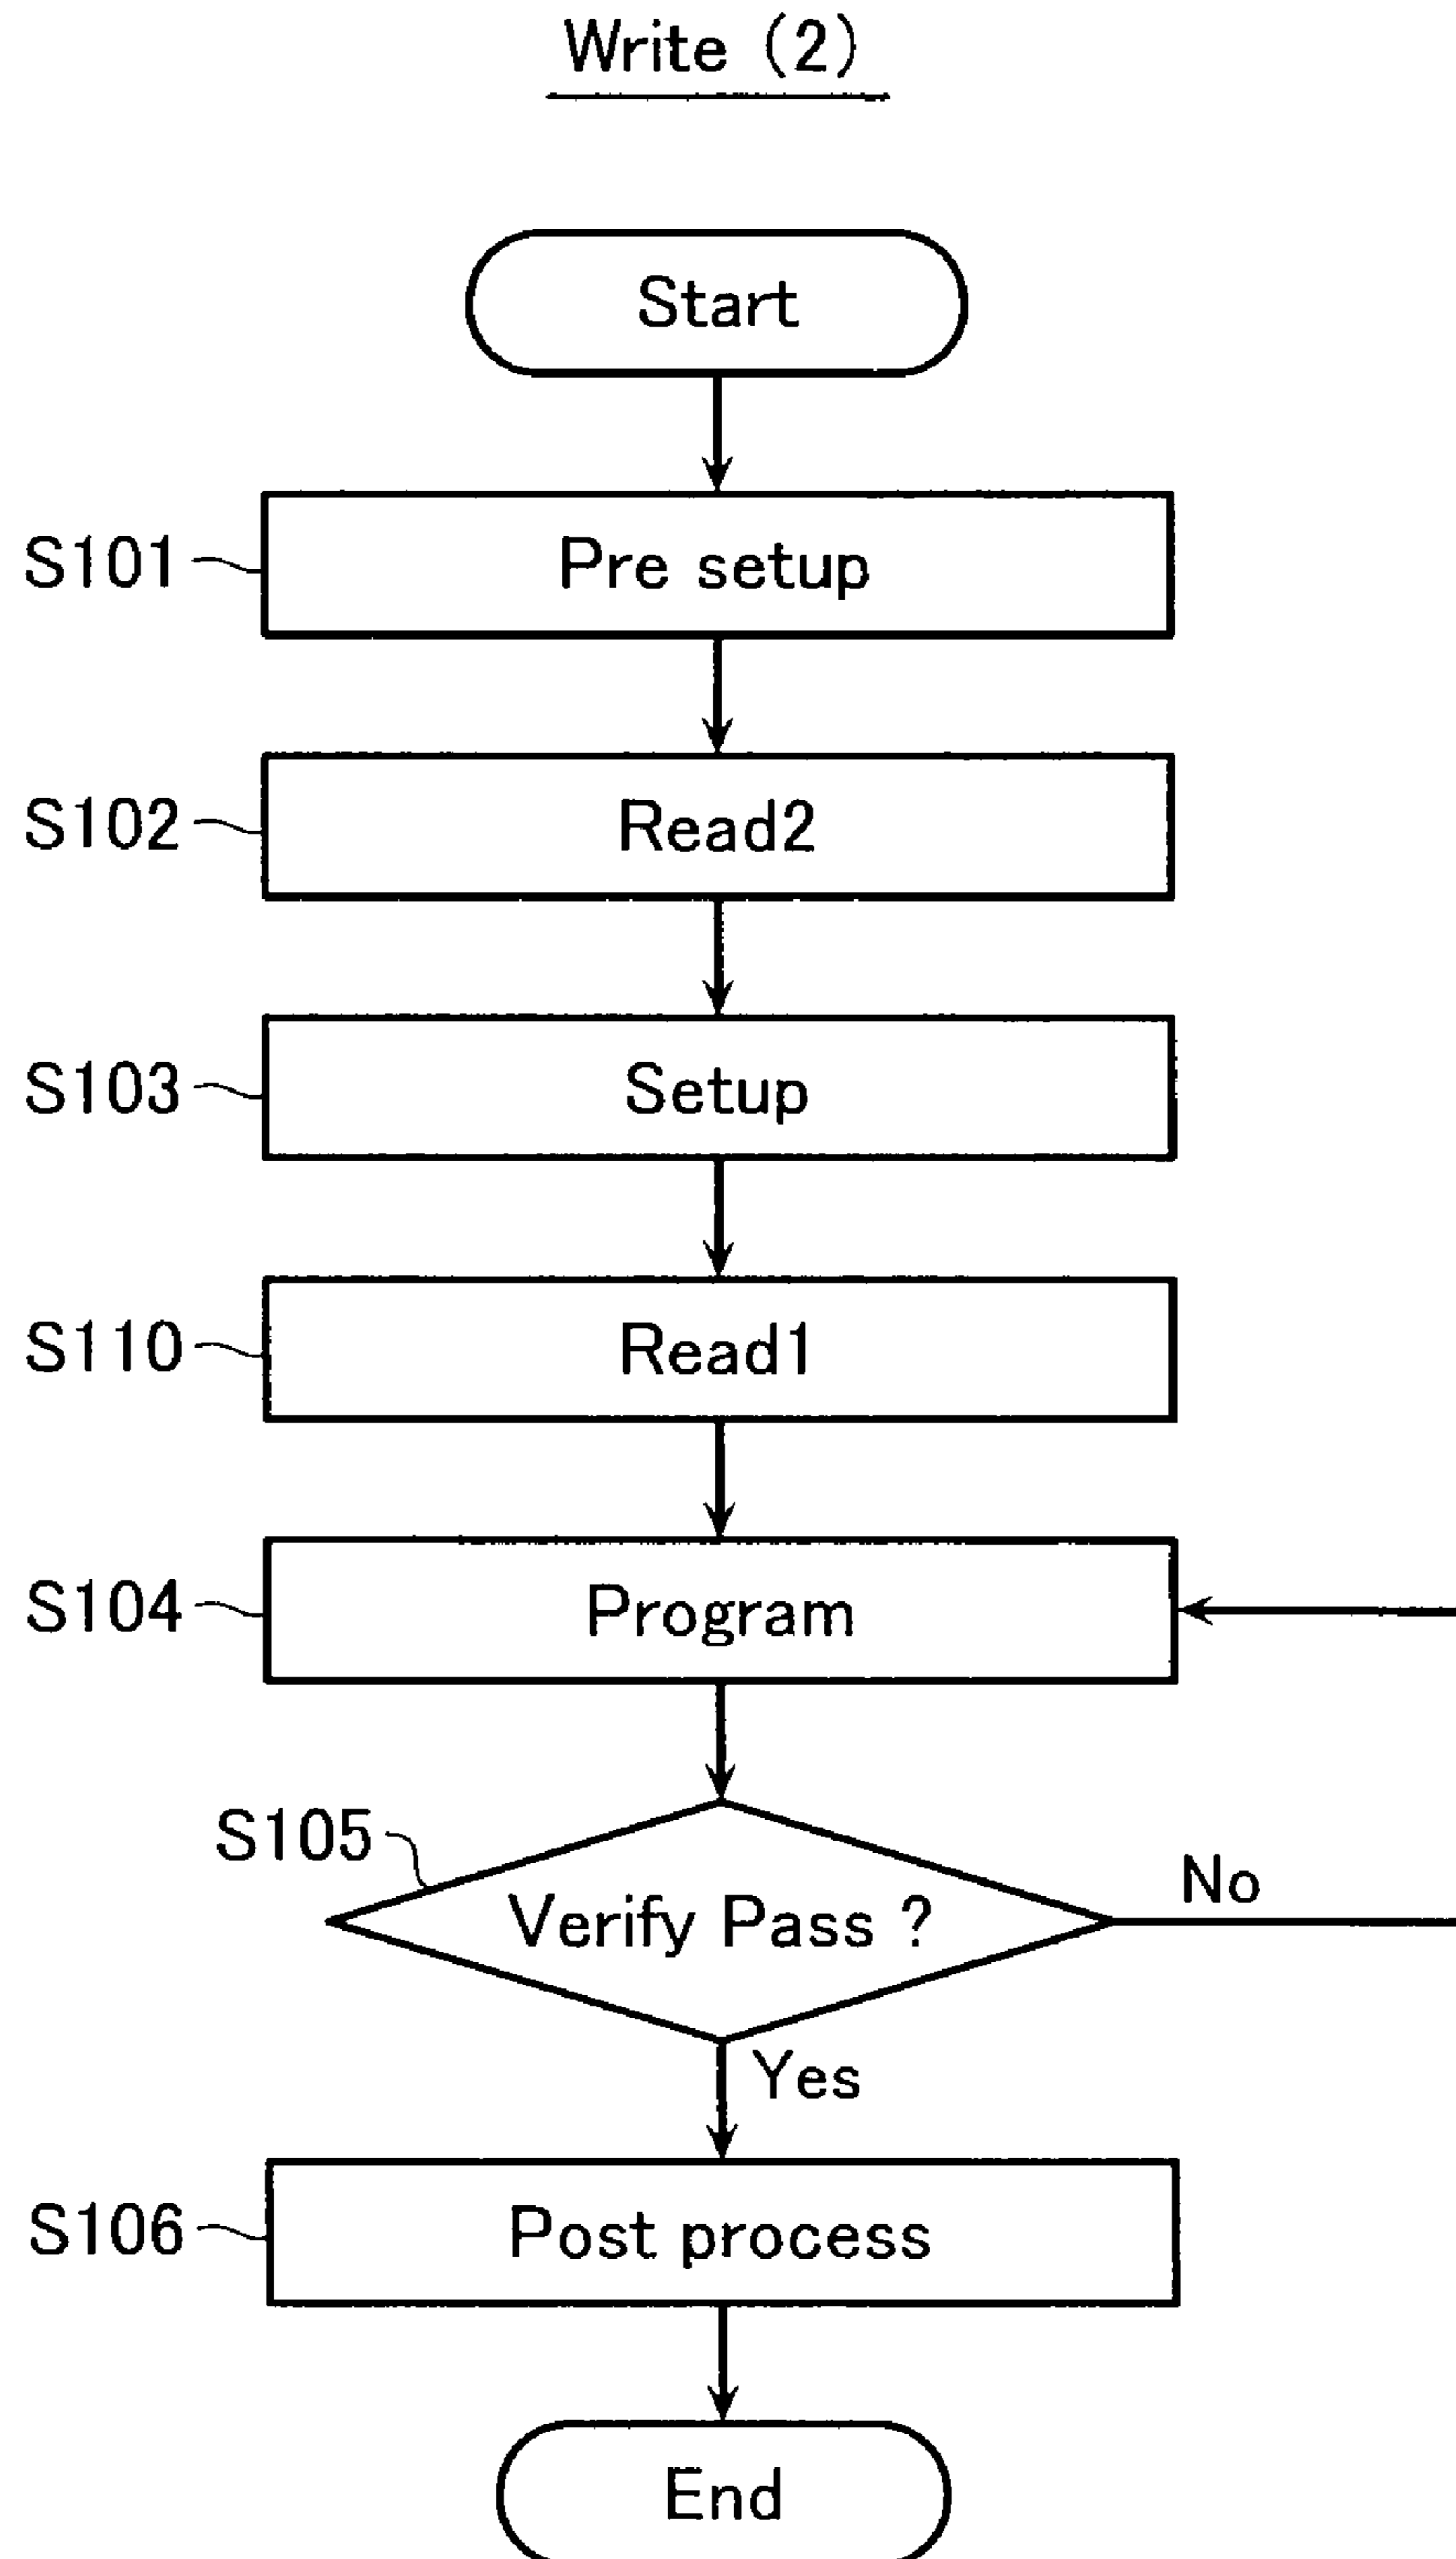 Write (2)
Start
S101 Pre setup
S102 Read2
S103 Setup
S110 Read1
S104 Program
S105
Verify Pass ? No
Yes
S106 Post process
End